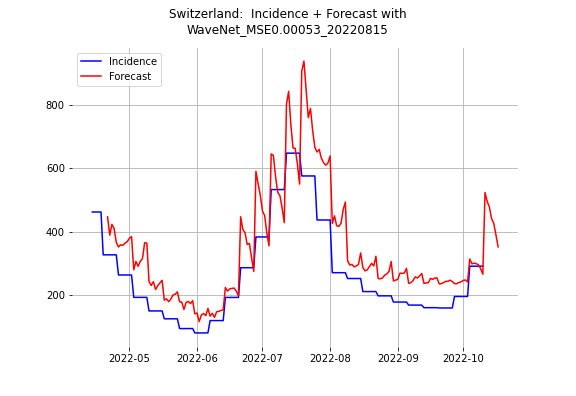 Switzerland:  Incidence + Forecast with
WaveNet_MSE0.00053_20220815
Incidence
Forecast
800
600
400
200
2022-05
2022-06
2022-07
2022-08
2022-09
2022-10